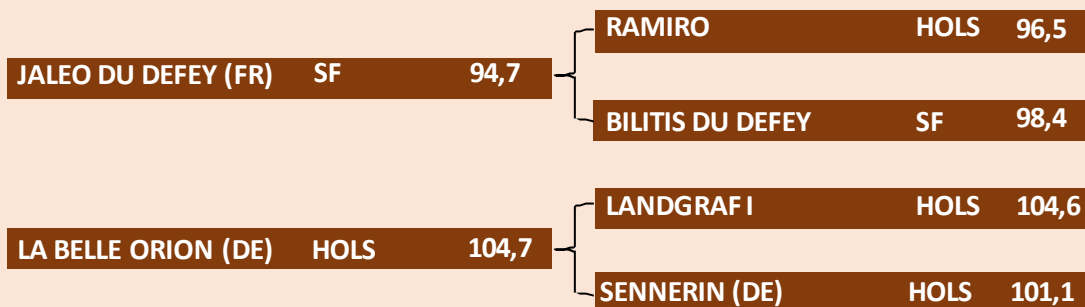 RAMIRO HOLS 96,5
JALEO DU DEFEY (FR) SF 94,7
BILITIS DU DEFEY SF 98,4
LANDGRAF I HOLS 104,6
LA BELLE ORION (DE) HOLS 104,7
SENNERIN (DE) HOLS 101,1